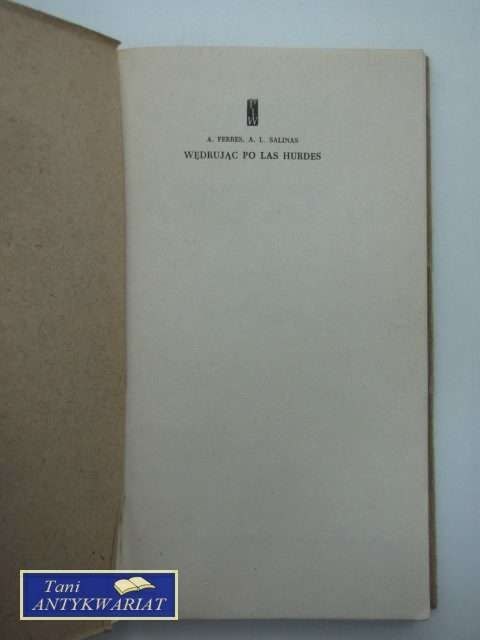 A. FERRES, A. L. SALINAS
WĘDRUJĄC PO LAS HURDES
Tani
ANTYKWARIAT